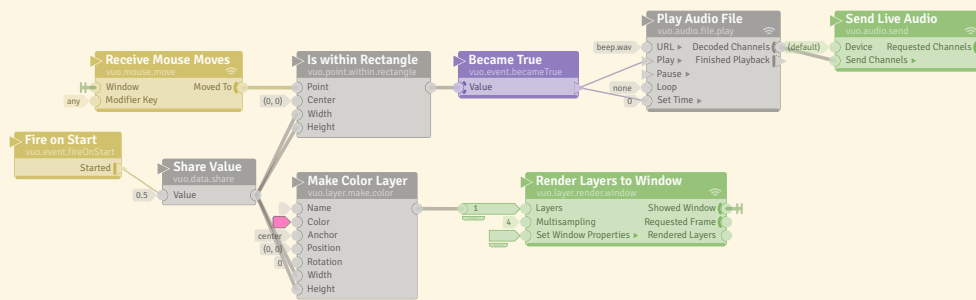 Receive Mouse Moves
vuo.mouse.move
Window
Moved To
any
Modifier Key
Is within Rectangle
vuo.point.within.rectangle
Point
(0, 0)
Center
Width
Height
Became True
vuo.event.becameTrue
Value
Play Audio File
vuo.audio.file.play
beep.wav
URL
Decoded Channels
Play
Finished Playback
Pause
none
Loop
0
Set Time
Send Live Audio
vuo.audio.send
(default)
Device
Requested Channels
Send Channels
Fire on Start
vuo.event.fireOnStart
Started
Share Value
vuo.data.share
0.5
Value
Make Color Layer
vuo.layer.make.color
Name
Color
center
Anchor
(0, 0)
Position
0
Rotation
Width
Height
Render Layers to Window
vuo.layer.render.window
1
Layers
Showed Window
4
Multisampling
Requested Frame
Set Window Properties
Rendered Layers